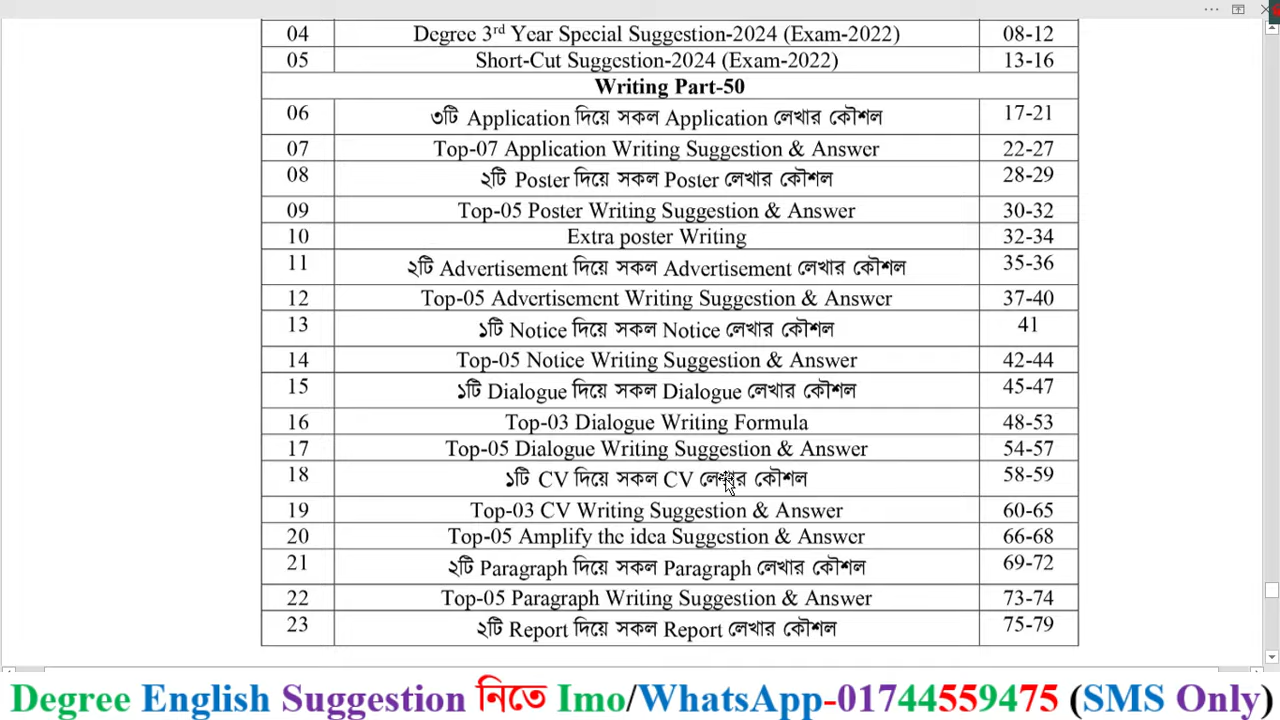 04 Degree 3rd Year Special Suggestion-2024 (Exam-2022) 08-12
05 Short-Cut Suggestion-2024 (Exam-2022) 13-16
Writing Part-50
06 ৩টি Application দিয়ে সকল Application লেখার কৌশল 17-21
07 Top-07 Application Writing Suggestion & Answer 22-27
08 ২টি Poster দিয়ে সকল Poster লেখার কৌশল 28-29
09 Top-05 Poster Writing Suggestion & Answer 30-32
10 Extra poster Writing 32-34
11 ২টি Advertisement দিয়ে সকল Advertisement লেখার কৌশল 35-36
12 Top-05 Advertisement Writing Suggestion & Answer 37-40
13 ১টি Notice দিয়ে সকল Notice লেখার কৌশল 41
14 Top-05 Notice Writing Suggestion & Answer 42-44
15 ১টি Dialogue দিয়ে সকল Dialogue লেখার কৌশল 45-47
16 Top-03 Dialogue Writing Formula 48-53
17 Top-05 Dialogue Writing Suggestion & Answer 54-57
18 ১টি CV দিয়ে সকল CV লেখার কৌশল 58-59
19 Top-03 CV Writing Suggestion & Answer 60-65
20 Top-05 Amplify the idea Suggestion & Answer 66-68
21 ২টি Paragraph দিয়ে সকল Paragraph লেখার কৌশল 69-72
22 Top-05 Paragraph Writing Suggestion & Answer 73-74
23 ২টি Report দিয়ে সকল Report লেখার কৌশল 75-79
Degree English Suggestion নিতে Imo/WhatsApp-01744559475 (SMS Only)